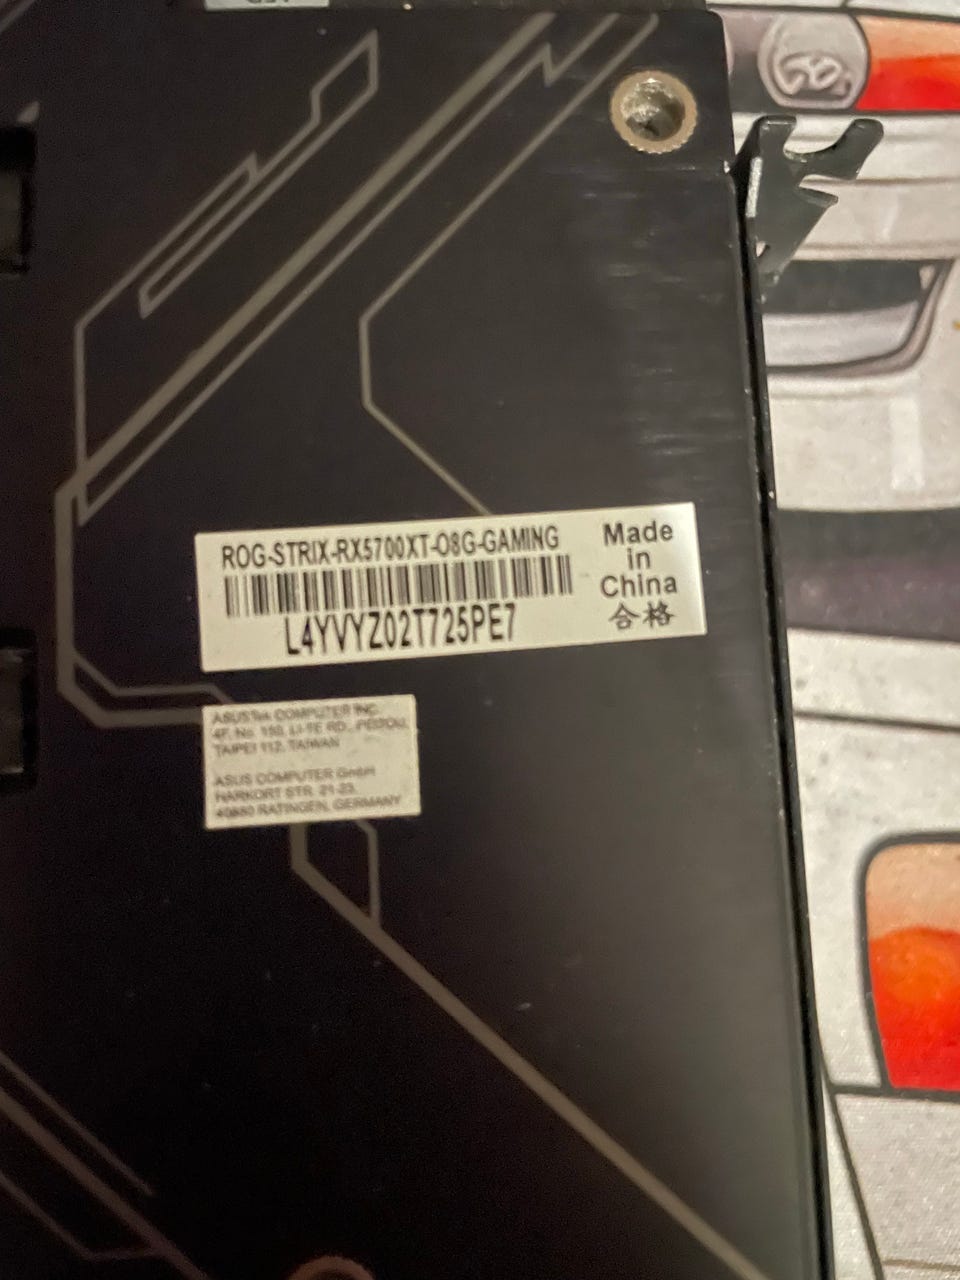 ROG-STRIX-RX5700XT-O8G-GAMING
L4YVYZ02T725PE7
Made
in
China
合格
ASUSTek COMPUTER INC.
4F, No. 150, LI-TE RD., PEITOU,
TAIPEI 112, TAIWAN
ASUS COMPUTER GmbH
HARKORT STR. 21-23,
40880 RATINGEN, GERMANY